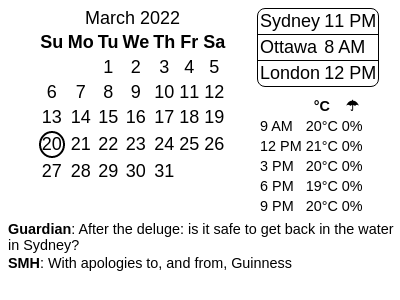 March 2022
Su Mo Tu We Th Fr Sa
1 2 3 4 5
6 7 8 9 10 11 12
13 14 15 16 17 18 19
20 21 22 23 24 25 26
27 28 29 30 31
Sydney 11 PM
Ottawa 8 AM
London 12 PM
°C ☂
9 AM 20°C 0%
12 PM 21°C 0%
3 PM 20°C 0%
6 PM 19°C 0%
9 PM 20°C 0%
Guardian: After the deluge: is it safe to get back in the water
in Sydney?
SMH: With apologies to, and from, Guinness